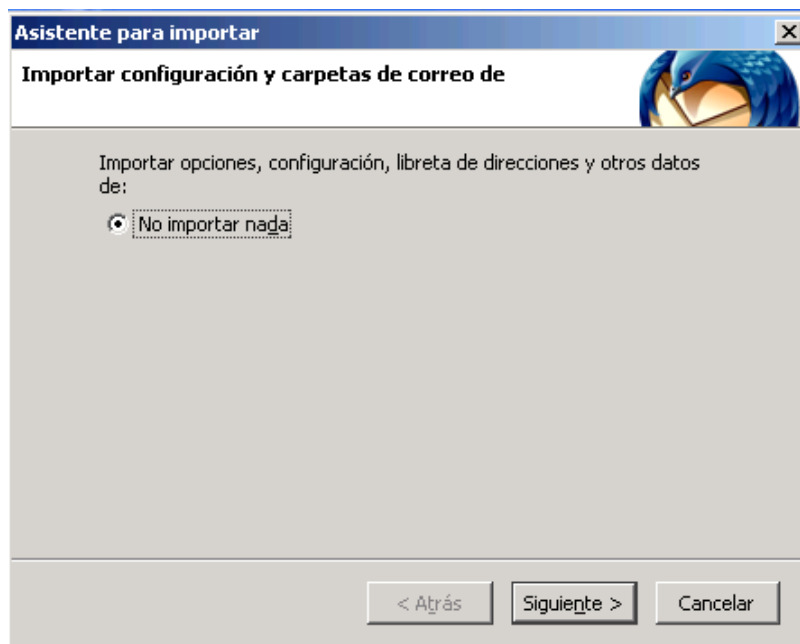 Asistente para importar
Importar configuración y carpetas de correo de
Importar opciones, configuración, libreta de direcciones y otros datos
de:
No importar nada
< Atrás Siguiente > Cancelar